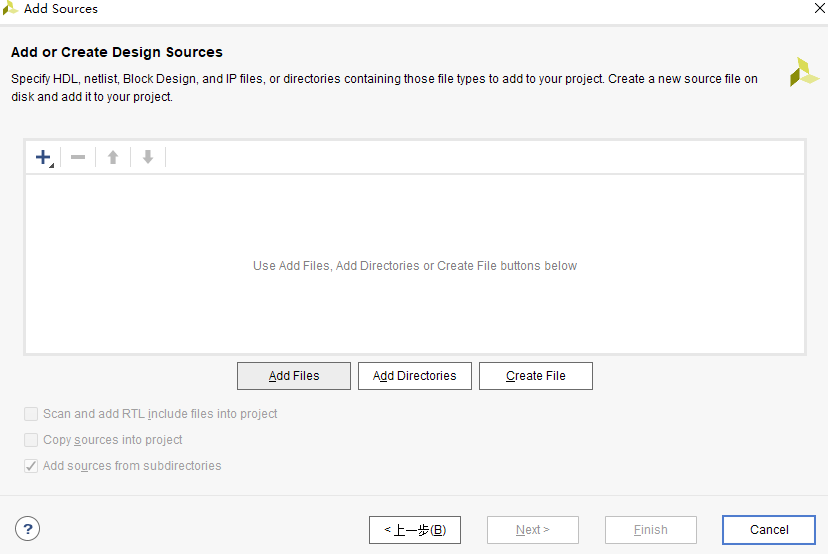 Add Sources
Add or Create Design Sources
Specify HDL, netlist, Block Design, and IP files, or directories containing those file types to add to your project. Create a new source file on
disk and add it to your project.
Use Add Files, Add Directories or Create File buttons below
Add Files
Add Directories
Create File
Scan and add RTL include files into project
Copy sources into project
Add sources from subdirectories
?
< 上一步(B)
Next >
Finish
Cancel